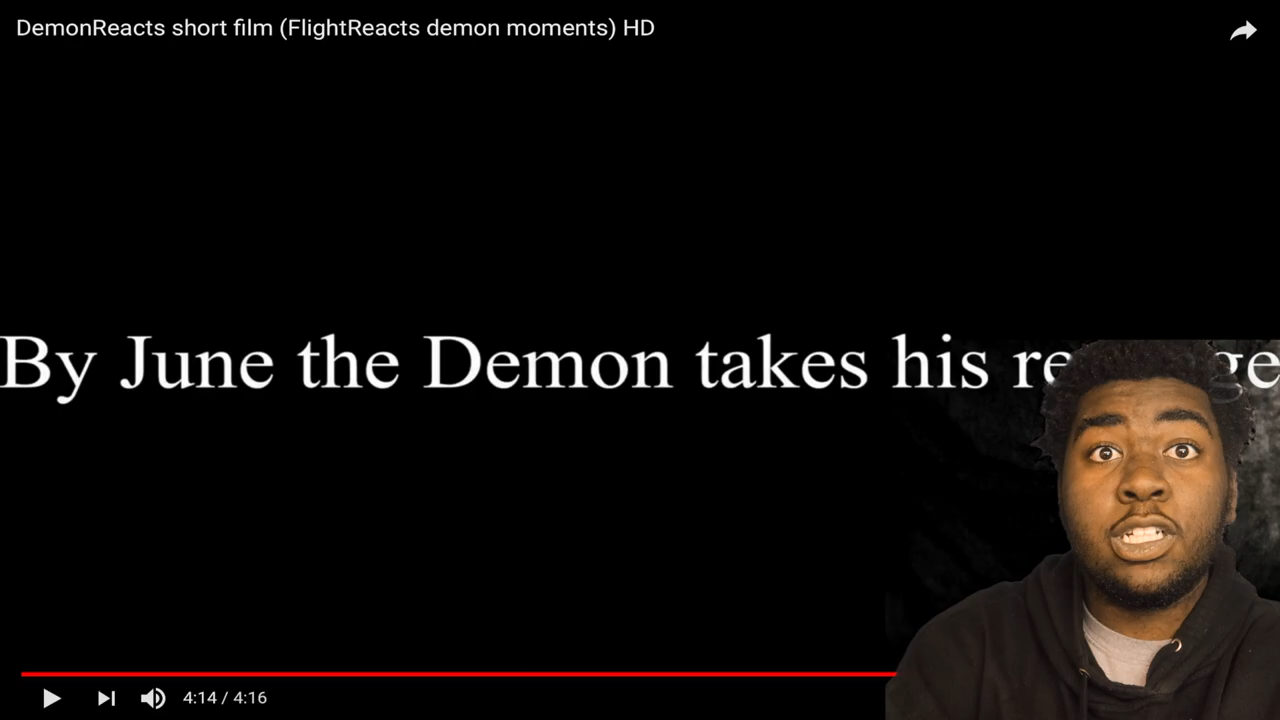 DemonReacts short film (FlightReacts demon moments) HD
By June the Demon takes his
4:14 / 4:16